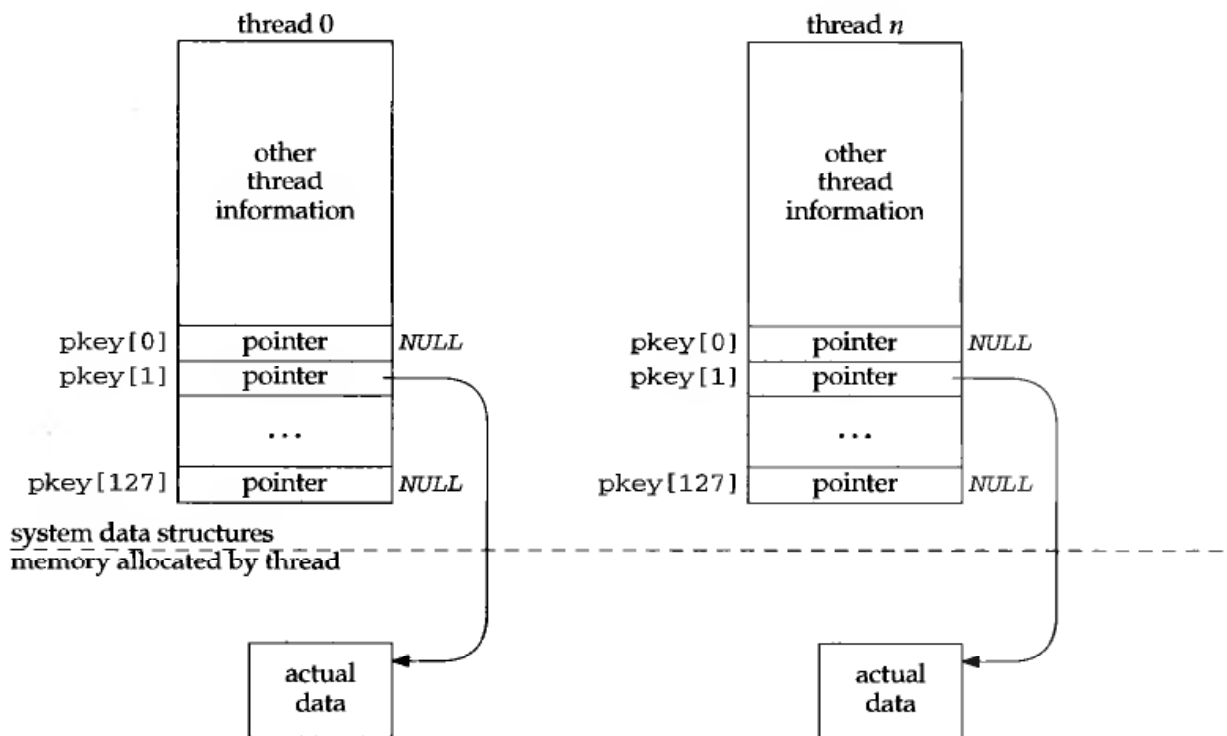 thread 0
thread n
other
thread
information
other
thread
information
pkey[0] pointer NULL
pkey[0] pointer NULL
pkey[1] pointer
pkey[1] pointer
...
...
pkey[127] pointer NULL
pkey[127] pointer NULL
system data structures
memory allocated by thread
actual
data
actual
data